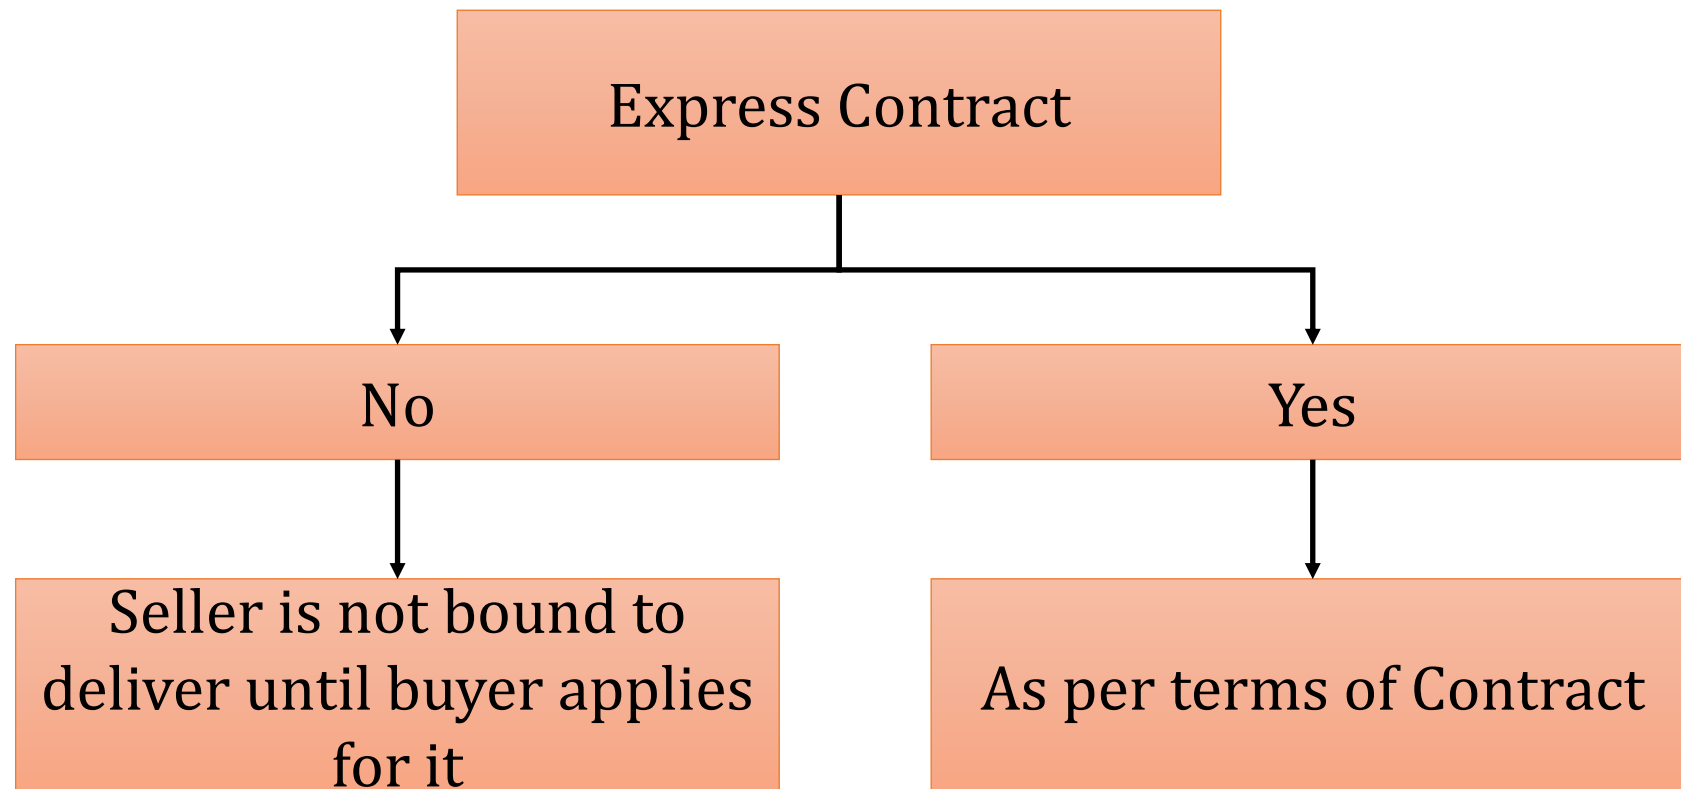 Express Contract
No
Yes
Seller is not bound to
deliver until buyer applies
for it
As per terms of Contract